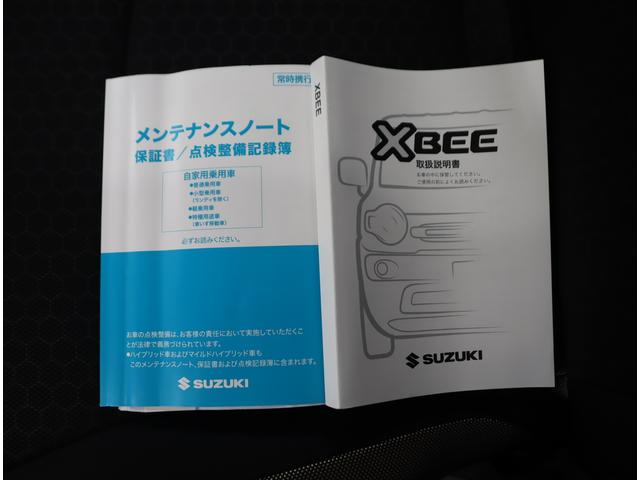 常時携行
メンテナンスノート
保証書/点検整備記録簿
自家用乗用車
●普通乗用車
●小型乗用車
(ランディを除く)
●軽乗用車
●特種用途車
(車いす移動車)
必ずお読みください。
お車の点検整備は、お客様の責任において実施していただくこ
とが法律で義務づけられています。
●ハイブリッド車およびマイルドハイブリッド車も
このメンテナンスノート、保証書および点検記録簿に含まれます。
SUZUKI
XBEE
XBEE
取扱説明書
お車の中に保管してください。
ご使用の前によくお読みください。
SUZUKI